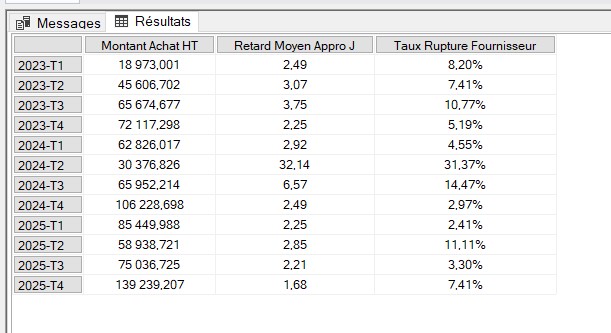 Messages Résultats
Montant Achat HT Retard Moyen Appro J Taux Rupture Fournisseur
2023-T1 18 973,001 2,49 8,20%
2023-T2 45 606,702 3,07 7,41%
2023-T3 65 674,677 3,75 10,77%
2023-T4 72 117,298 2,25 5,19%
2024-T1 62 826,017 2,92 4,55%
2024-T2 30 376,826 32,14 31,37%
2024-T3 65 952,214 6,57 14,47%
2024-T4 106 228,698 2,49 2,97%
2025-T1 85 449,988 2,25 2,41%
2025-T2 58 938,721 2,85 11,11%
2025-T3 75 036,725 2,21 3,30%
2025-T4 139 239,207 1,68 7,41%